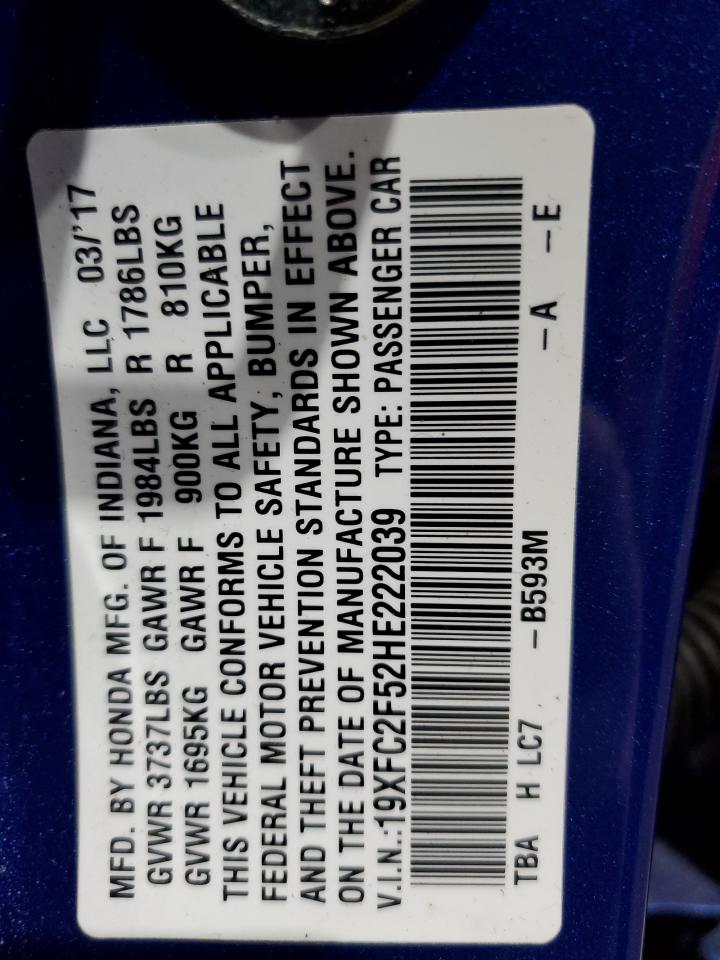 MFD. BY HONDA MFG. OF INDIANA, LLC 03/'17
GVWR 3737LBS GAWR F 1984LBS R 1786LBS
GVWR 1695KG GAWR F 900KG R 810KG
THIS VEHICLE CONFORMS TO ALL APPLICABLE
FEDERAL MOTOR VEHICLE SAFETY, BUMPER,
AND THEFT PREVENTION STANDARDS IN EFFECT
ON THE DATE OF MANUFACTURE SHOWN ABOVE.
V.I.N.:19XFC2F52HE222039 TYPE: PASSENGER CAR
TBA H LC7 -B593M -A -E